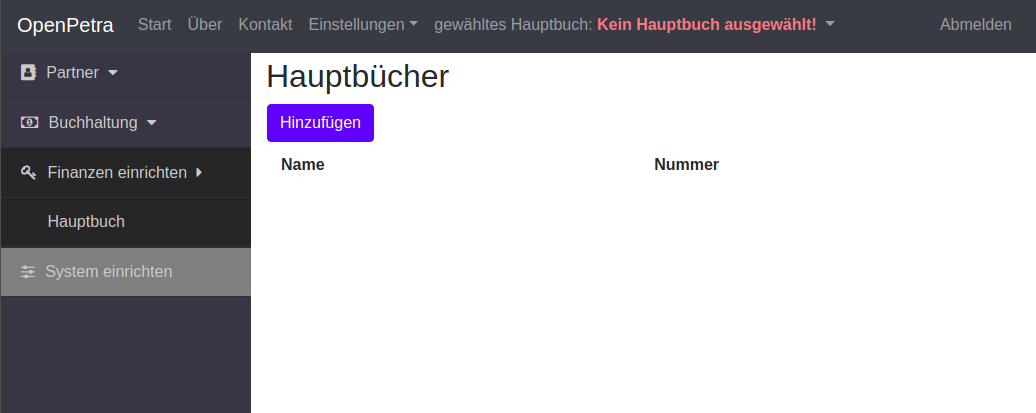 OpenPetra Start Über Kontakt Einstellungen gewähltes Hauptbuch: Kein Hauptbuch ausgewählt! Abmelden
Partner
Buchhaltung
Finanzen einrichten
Hauptbuch
System einrichten
Hauptbücher
Hinzufügen
Name Nummer